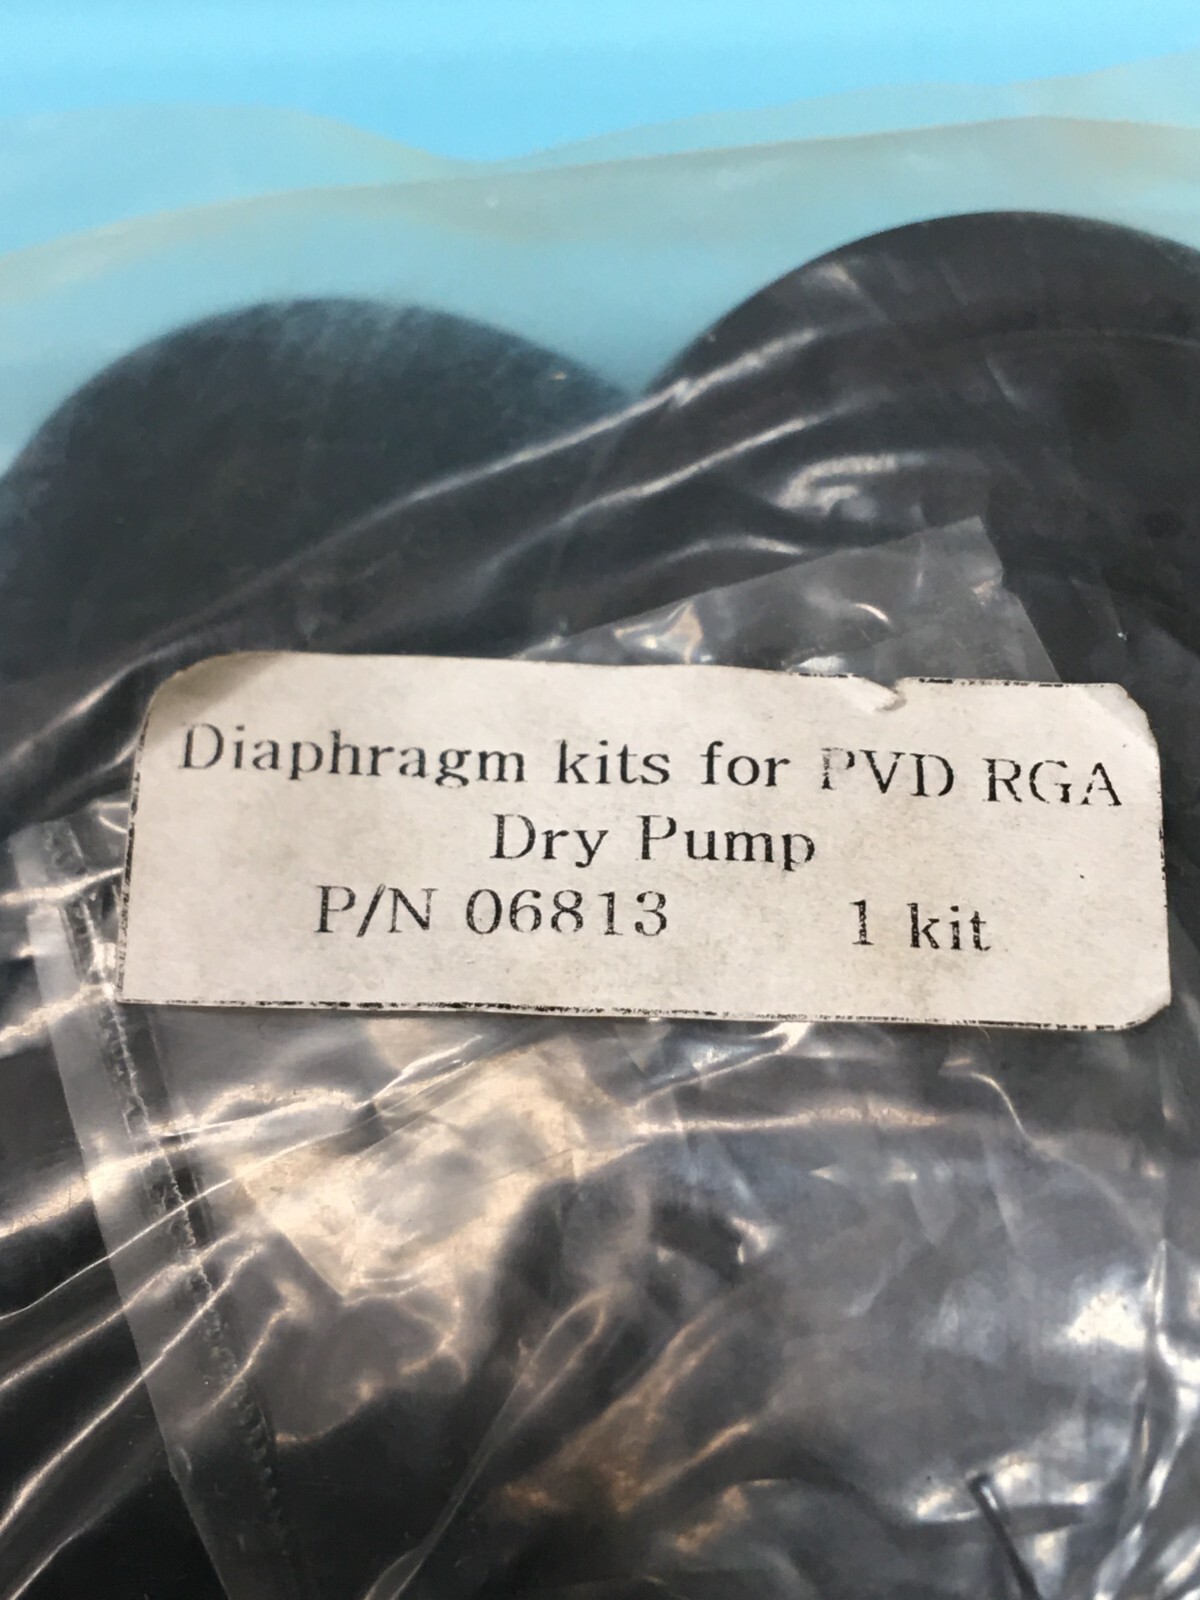 Diaphragm kits for PVD RGA
Dry Pump
P/N 06813 1 kit